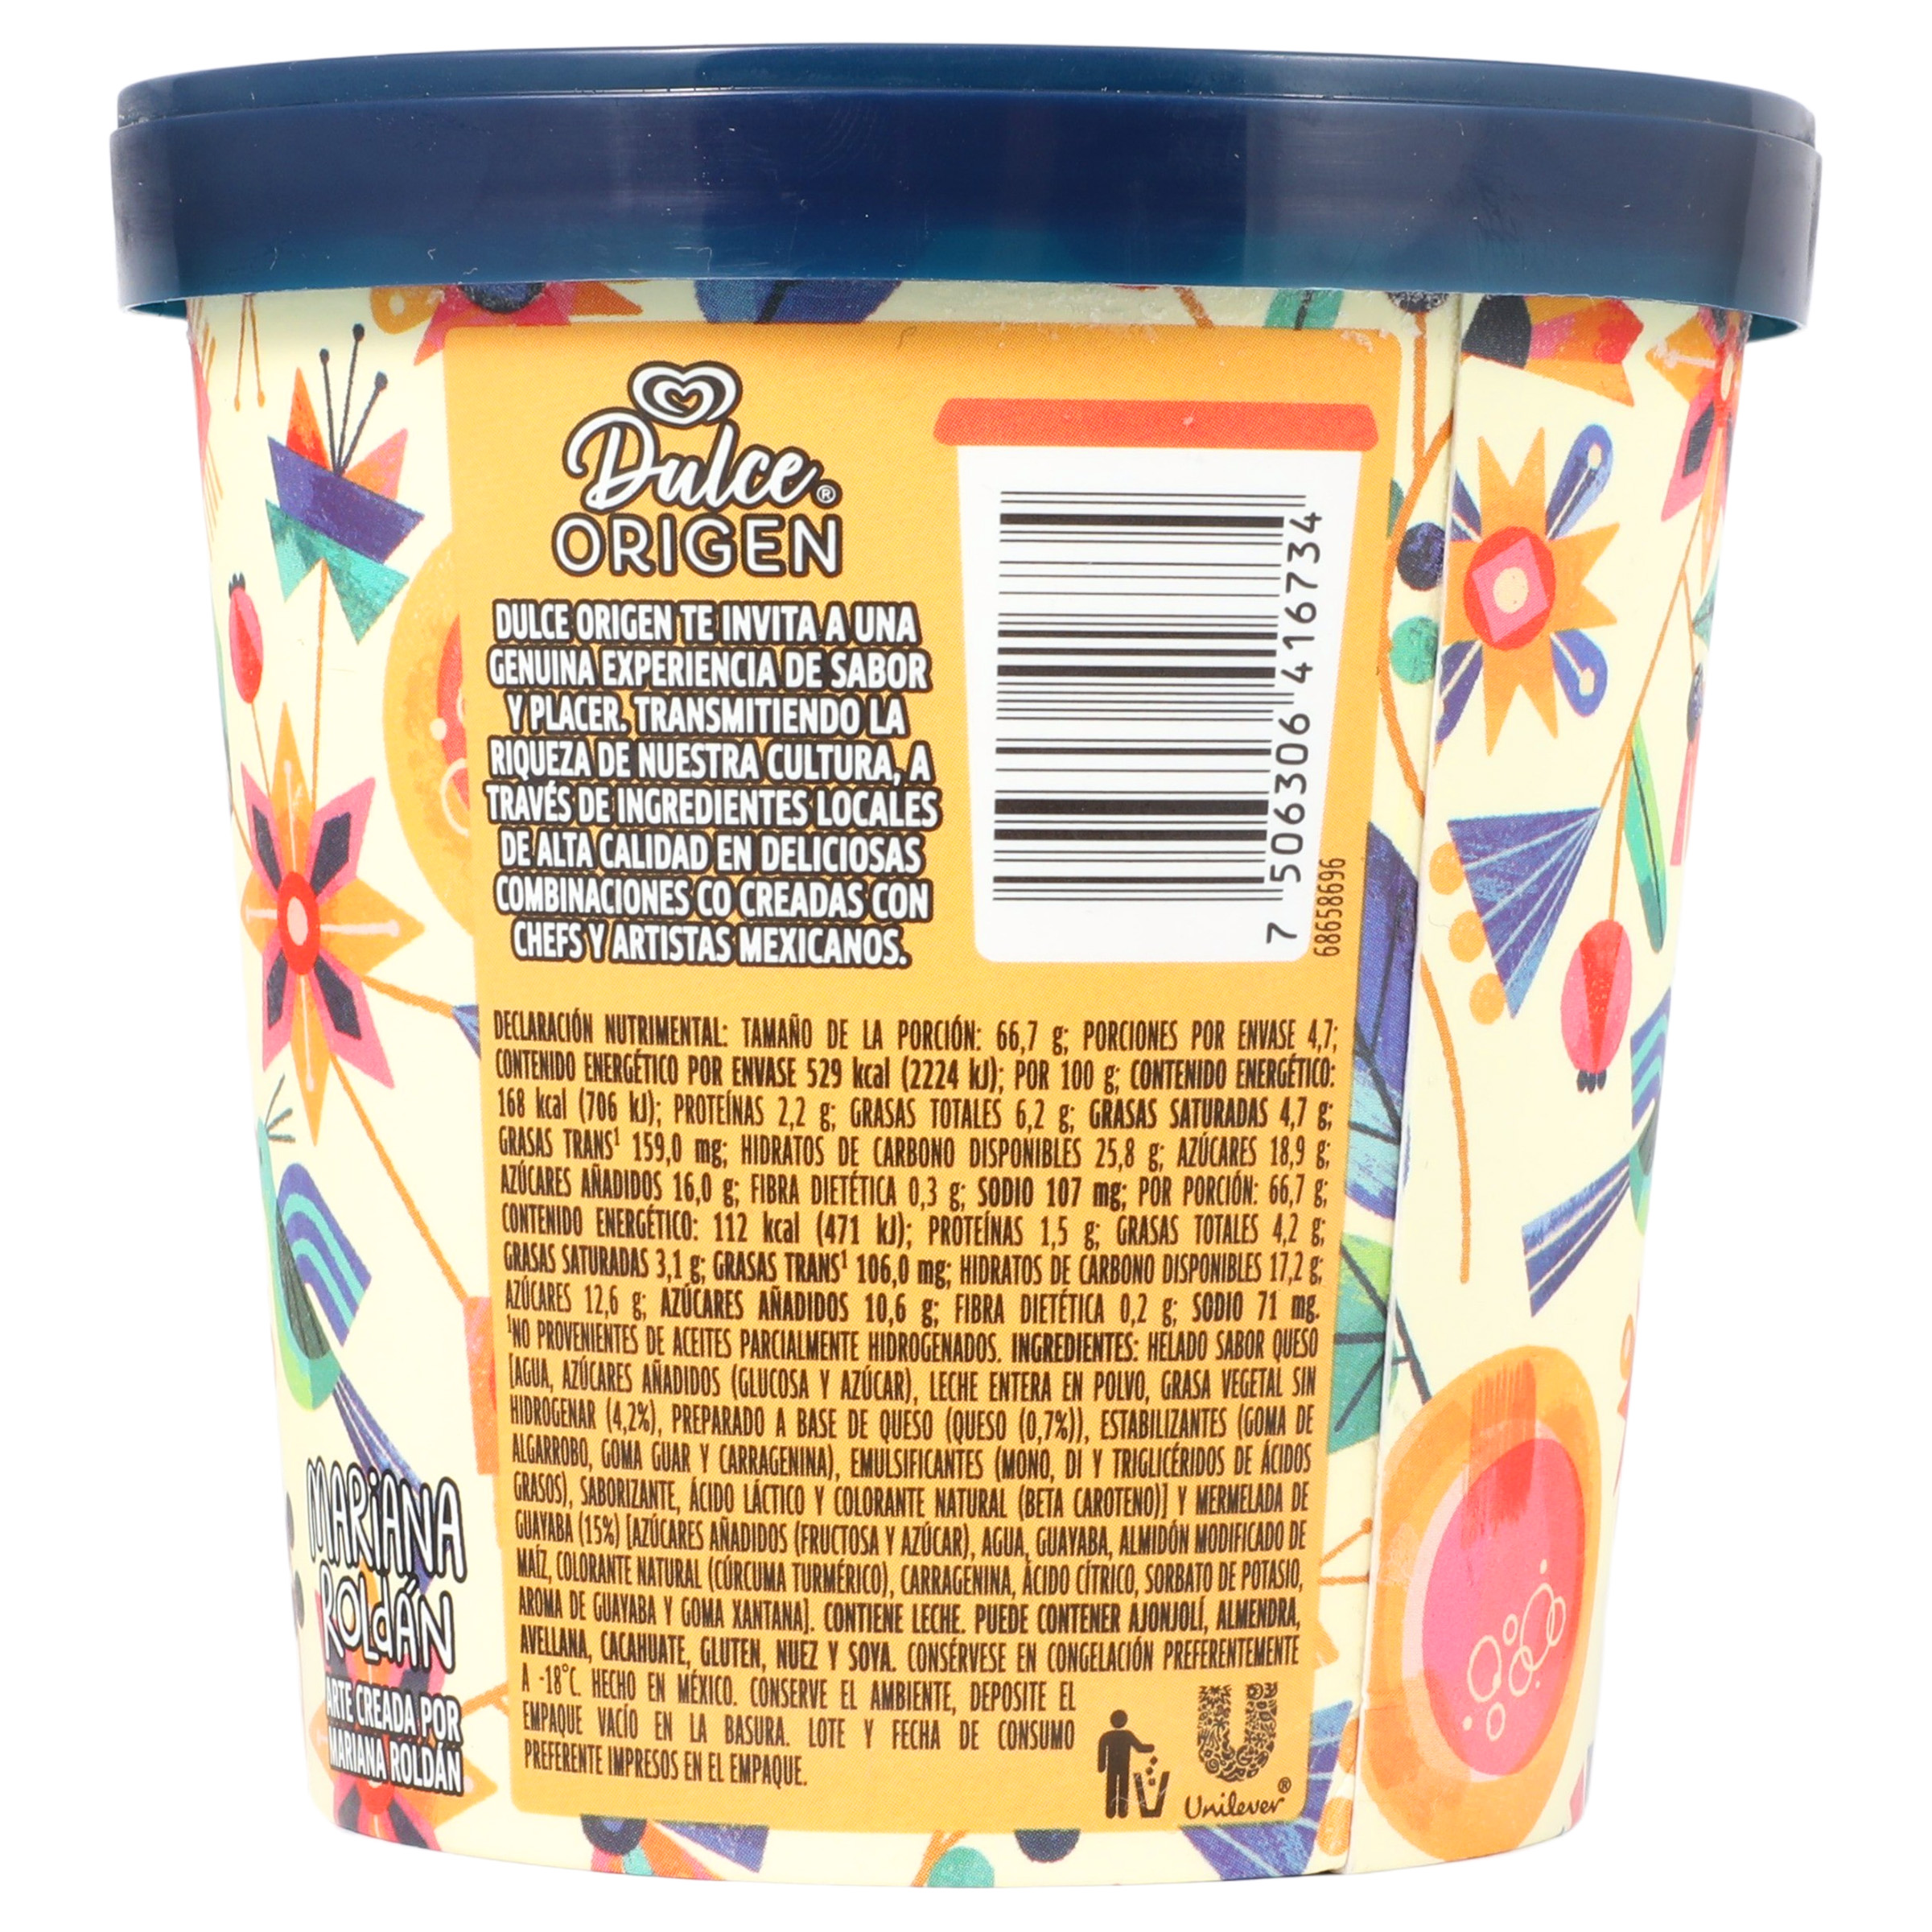 Dulce®
ORIGEN
DULCE ORIGEN TE INVITA A UNA
GENUINA EXPERIENCIA DE SABOR
Y PLACER. TRANSMITIENDO LA
RIQUEZA DE NUESTRA CULTURA, A
TRAVÉS DE INGREDIENTES LOCALES
DE ALTA CALIDAD EN DELICIOSAS
COMBINACIONES CO CREADAS CON
CHEFS Y ARTISTAS MEXICANOS.
7 506306 416734
68658696
DECLARACIÓN NUTRIMENTAL: TAMAÑO DE LA PORCIÓN: 66,7 g; PORCIONES POR ENVASE 4,7;
CONTENIDO ENERGÉTICO POR ENVASE 529 kcal (2224 kJ); POR 100 g; CONTENIDO ENERGÉTICO:
168 kcal (706 kJ); PROTEÍNAS 2,2 g; GRASAS TOTALES 6,2 g; GRASAS SATURADAS 4,7 g;
GRASAS TRANS¹ 159,0 mg; HIDRATOS DE CARBONO DISPONIBLES 25,8 g; AZÚCARES 18,9 g;
AZÚCARES AÑADIDOS 16,0 g; FIBRA DIETÉTICA 0,3 g; SODIO 107 mg; POR PORCIÓN: 66,7 g;
CONTENIDO ENERGÉTICO: 112 kcal (471 kJ); PROTEÍNAS 1,5 g; GRASAS TOTALES 4,2 g;
GRASAS SATURADAS 3,1 g; GRASAS TRANS¹ 106,0 mg; HIDRATOS DE CARBONO DISPONIBLES 17,2 g;
AZÚCARES 12,6 g; AZÚCARES AÑADIDOS 10,6 g; FIBRA DIETÉTICA 0,2 g; SODIO 71 mg.
¹NO PROVENIENTES DE ACEITES PARCIALMENTE HIDROGENADOS. INGREDIENTES: HELADO SABOR QUESO
[AGUA, AZÚCARES AÑADIDOS (GLUCOSA Y AZÚCAR), LECHE ENTERA EN POLVO, GRASA VEGETAL SIN
HIDROGENAR (4,2%), PREPARADO A BASE DE QUESO (QUESO (0,7%)), ESTABILIZANTES (GOMA DE
ALGARROBO, GOMA GUAR Y CARRAGENINA), EMULSIFICANTES (MONO, DI Y TRIGLICÉRIDOS DE ÁCIDOS
GRASOS), SABORIZANTE, ÁCIDO LÁCTICO Y COLORANTE NATURAL (BETA CAROTENO)] Y MERMELADA DE
GUAYABA (15%) [AZÚCARES AÑADIDOS (FRUCTOSA Y AZÚCAR), AGUA, GUAYABA, ALMIDÓN MODIFICADO DE
MAÍZ, COLORANTE NATURAL (CÚRCUMA TURMÉRICO), CARRAGENINA, ÁCIDO CÍTRICO, SORBATO DE POTASIO,
AROMA DE GUAYABA Y GOMA XANTANA]. CONTIENE LECHE. PUEDE CONTENER AJONJOLÍ, ALMENDRA,
AVELLANA, CACAHUATE, GLUTEN, NUEZ Y SOYA. CONSÉRVESE EN CONGELACIÓN PREFERENTEMENTE
A -18°C. HECHO EN MÉXICO. CONSERVE EL AMBIENTE, DEPOSITE EL
EMPAQUE VACÍO EN LA BASURA. LOTE Y FECHA DE CONSUMO
PREFERENTE IMPRESOS EN EL EMPAQUE.
Unilever®
MARIANA
ROLdÁN
ARTE CREADA POR
MARIANA ROLDÁN